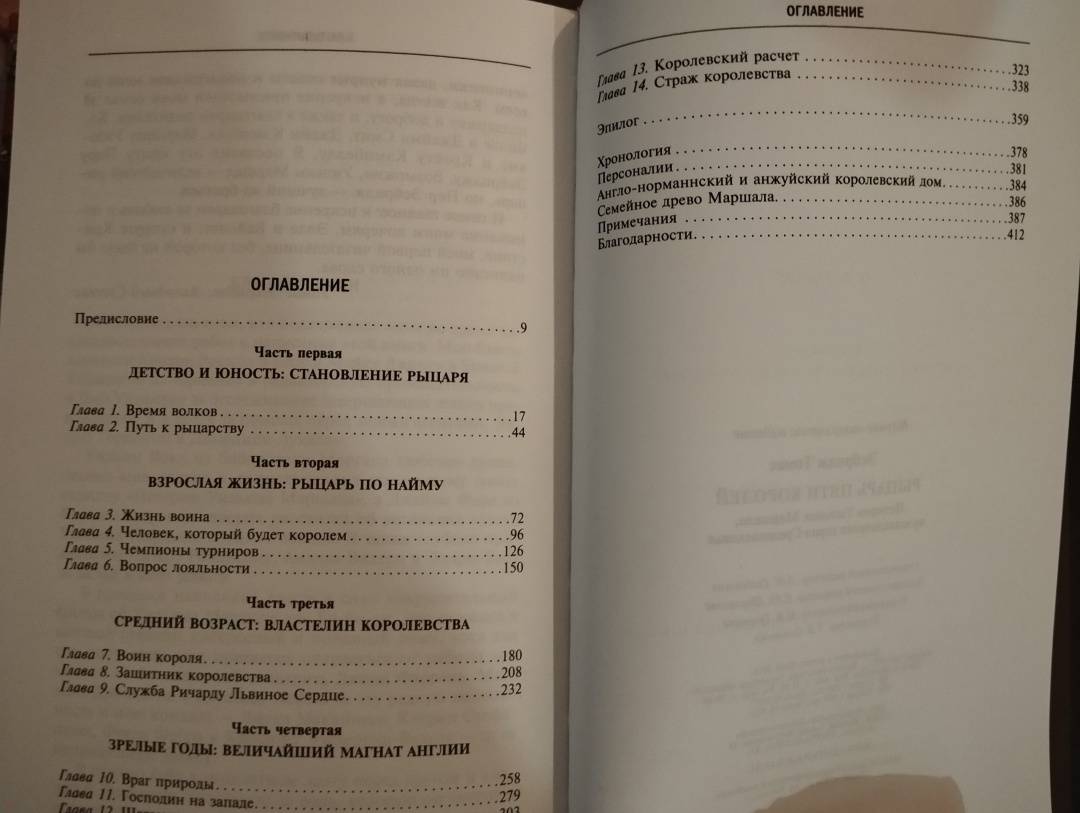 ОГЛАВЛЕНИЕ
Предисловие 9
Часть первая
ДЕТСТВО И ЮНОСТЬ: СТАНОВЛЕНИЕ РЫЦАРЯ
Глава 1. Время волков 17
Глава 2. Путь к рыцарству 44
Часть вторая
ВЗРОСЛАЯ ЖИЗНЬ: РЫЦАРЬ ПО НАЙМУ
Глава 3. Жизнь воина 72
Глава 4. Человек, который будет королем 96
Глава 5. Чемпионы турниров 126
Глава 6. Вопрос лояльности 150
Часть третья
СРЕДНИЙ ВОЗРАСТ: ВЛАСТЕЛИН КОРОЛЕВСТВА
Глава 7. Воин короля 180
Глава 8. Защитник королевства 208
Глава 9. Служба Ричарду Львиное Сердце 232
Часть четвертая
ЗРЕЛЫЕ ГОДЫ: ВЕЛИЧАЙШИЙ МАГНАТ АНГЛИИ
Глава 10. Враг природы 258
Глава 11. Господин на западе 279
Глава 12.
ОГЛАВЛЕНИЕ
Глава 13. Королевский расчет 323
Глава 14. Страж королевства 338
Эпилог 359
Хронология 378
Персоналии 381
Англо-норманнский и анжуйский королевский дом 384
Семейное древо Маршала 386
Примечания 387
Благодарности 412